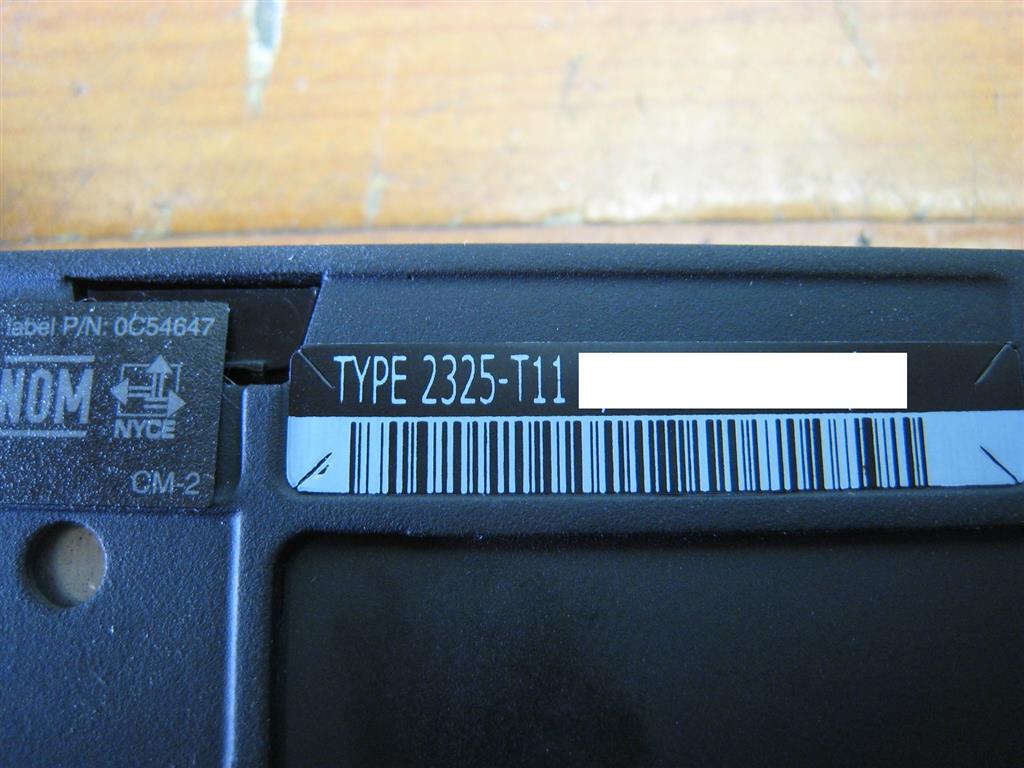 label P/N: 0C54647
NOM
NYCE
CM-2
TYPE 2325-T11